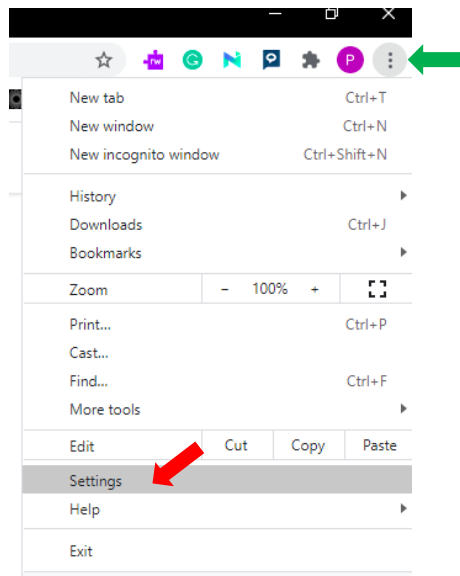 rw G N P
New tab Ctrl+T
New window Ctrl+N
New incognito window Ctrl+Shift+N
History
Downloads Ctrl+J
Bookmarks
Zoom - 100% +
Print... Ctrl+P
Cast...
Find... Ctrl+F
More tools
Edit Cut Copy Paste
Settings
Help
Exit